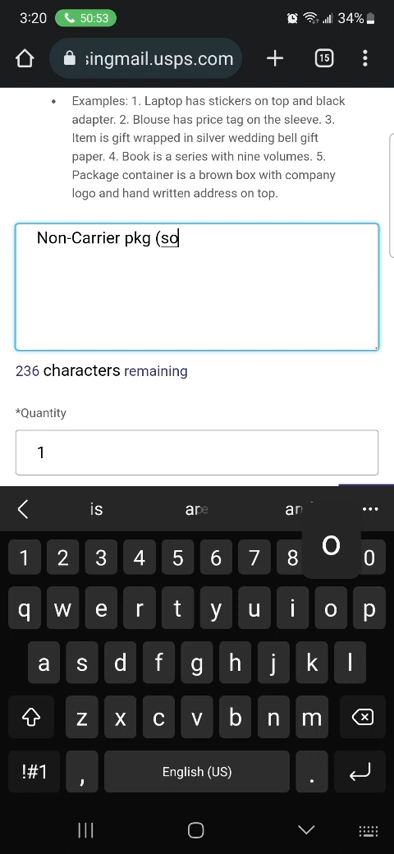 3:20 50:53 34%
singmail.usps.com 15
• Examples: 1. Laptop has stickers on top and black
adapter. 2. Blouse has price tag on the sleeve. 3.
Item is gift wrapped in silver wedding bell gift
paper. 4. Book is a series with nine volumes. 5.
Package container is a brown box with company
logo and hand written address on top.
Non-Carrier pkg (so
236 characters remaining
*Quantity
1
is are
1 2 3 4 5 6 7 8 o 0
q w e r t y u i o p
a s d f g h j k l
z x c v b n m
!#1 , English (US) .